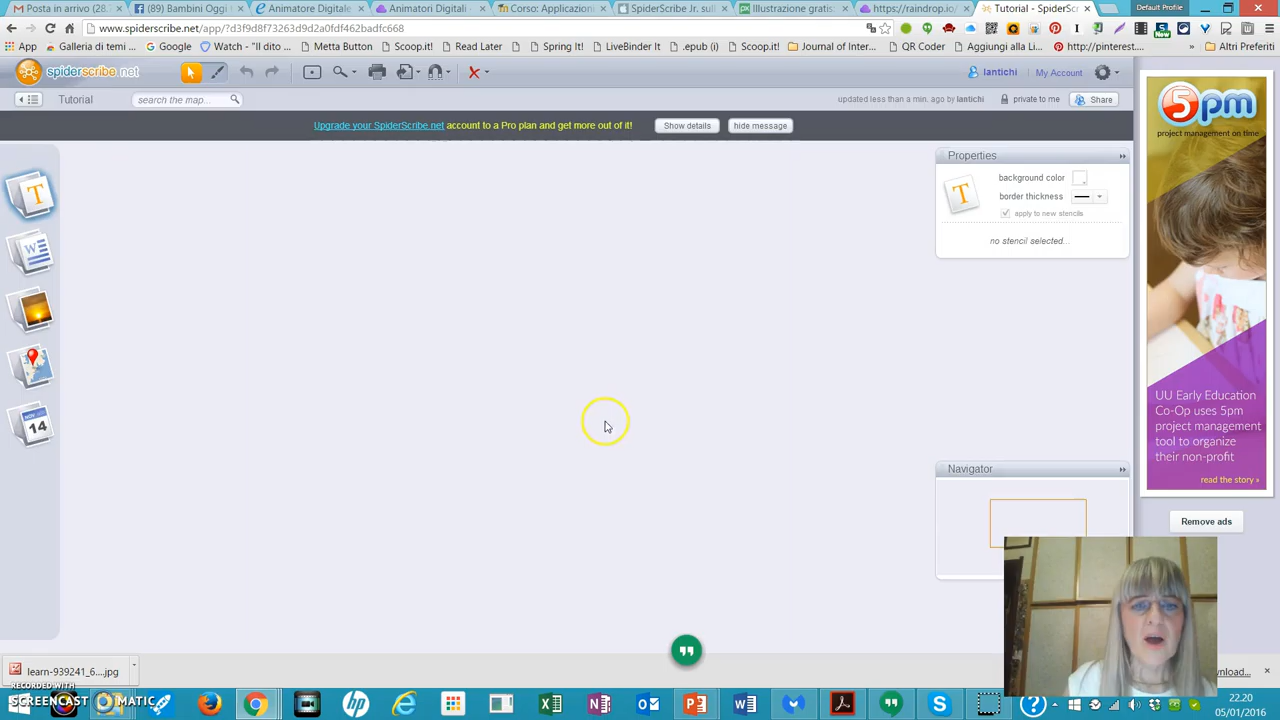 Posta in arrivo (28.
(89) Bambini Oggi
Animatore Digitale
Animatori Digitali -
Corso: Applicazioni
SpiderScribe Jr. sull
Illustrazione gratis:
https://raindrop.io/
Tutorial - SpiderScr
Default Profile
www.spiderscribe.net/app/?d3f9d8f73263d9d2a0fdf462badfc668
App
Galleria di temi ...
Google
Watch - "Il dito ...
Metta Button
Scoop.it!
Read Later
Spring It!
LiveBinder It
.epub (i)
Scoop.it!
Journal of Inter...
QR Coder
Aggiungi alla Li...
http://pinterest....
Altri Preferiti
spiderscribe.net
lantichi
My Account
Tutorial
search the map...
updated less than a min. ago by lantichi
private to me
Share
Upgrade your SpiderScribe.net account to a Pro plan and get more out of it!
Show details
hide message
Properties
background color
border thickness
apply to new stencils
no stencil selected...
T
T
W
NOV
14
Navigator
5pm
project management on time
UU Early Education
Co-Op uses 5pm
project management
tool to organize
their non-profit
read the story »
Remove ads
learn-939241_6....jpg
RECORDED WITH
SCREENCAST MATIC
22.20
05/01/2016